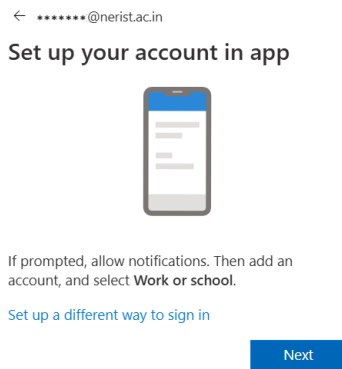 ← *******@nerist.ac.in
Set up your account in app
If prompted, allow notifications. Then add an
account, and select Work or school.
Set up a different way to sign in
Next